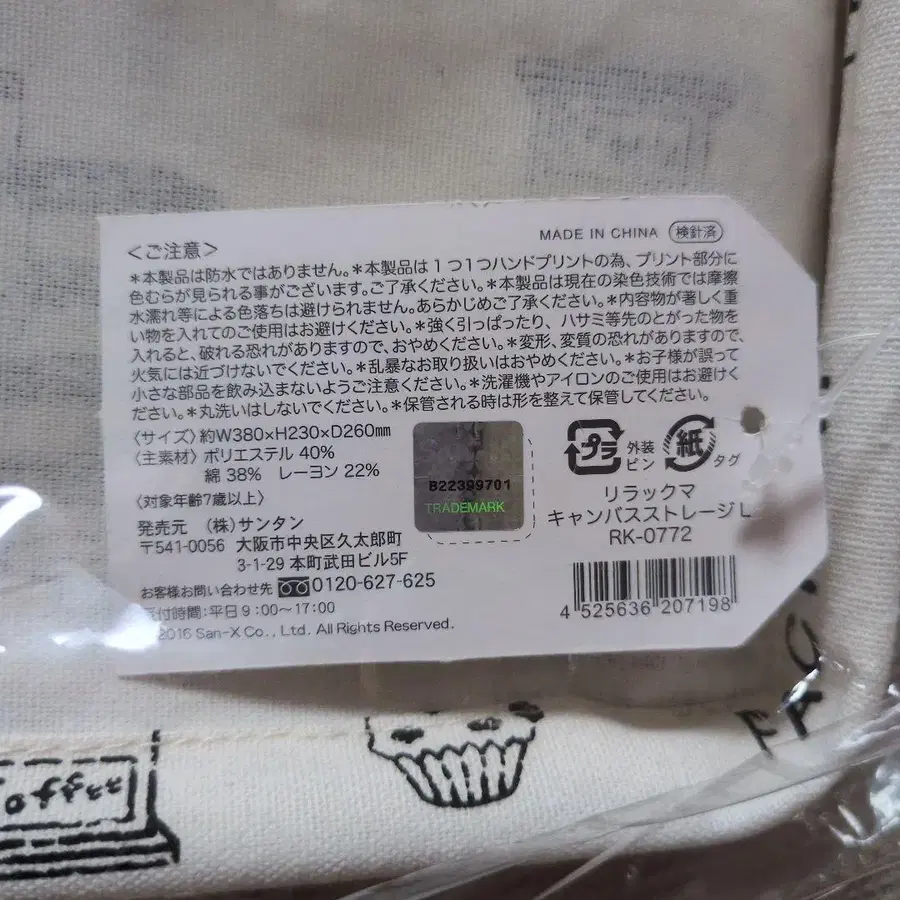 MADE IN CHINA 検針済
<ご注意>
*本製品は防水ではありません。*本製品は1つ1つハンドプリントの為、プリント部分に
色むらが見られる事がございます。ご了承ください。*本製品は現在の染色技術では摩擦
水濡れ等による色落ちは避けられません。あらかじめご了承ください。*内容物が著しく重
い物を入れてのご使用はお避けください。*強く引っぱったり、ハサミ等先のとがった物を
入れると、破れる恐れがありますので、おやめください。*変形、変質の恐れがありますので、
火気には近づけないでください。*乱暴なお取り扱いはおやめください。*お子様が誤って
小さな部品を飲み込まないようご注意ください。*洗濯機やアイロンのご使用はお避けく
ださい。*丸洗いはしないでください。*保管される時は形を整えて保管してください。
〈サイズ〉約W380×H230×D260mm
〈主素材〉ポリエステル 40%
綿 38% レーヨン 22%
〈対象年齢7歳以上〉
発売元 (株)サンタン
〒541-0056 大阪市中央区久太郎町
3-1-29 本町武田ビル5F
お客様お問い合わせ先 0120-627-625
受付時間:平日9:00〜17:00
©2016 San-X Co., Ltd. All Rights Reserved.
B22399701
TRADEMARK
プラ 外装
ピン
紙 タグ
リラックマ
キャンバスストレージL
RK-0772
4 525636 207198